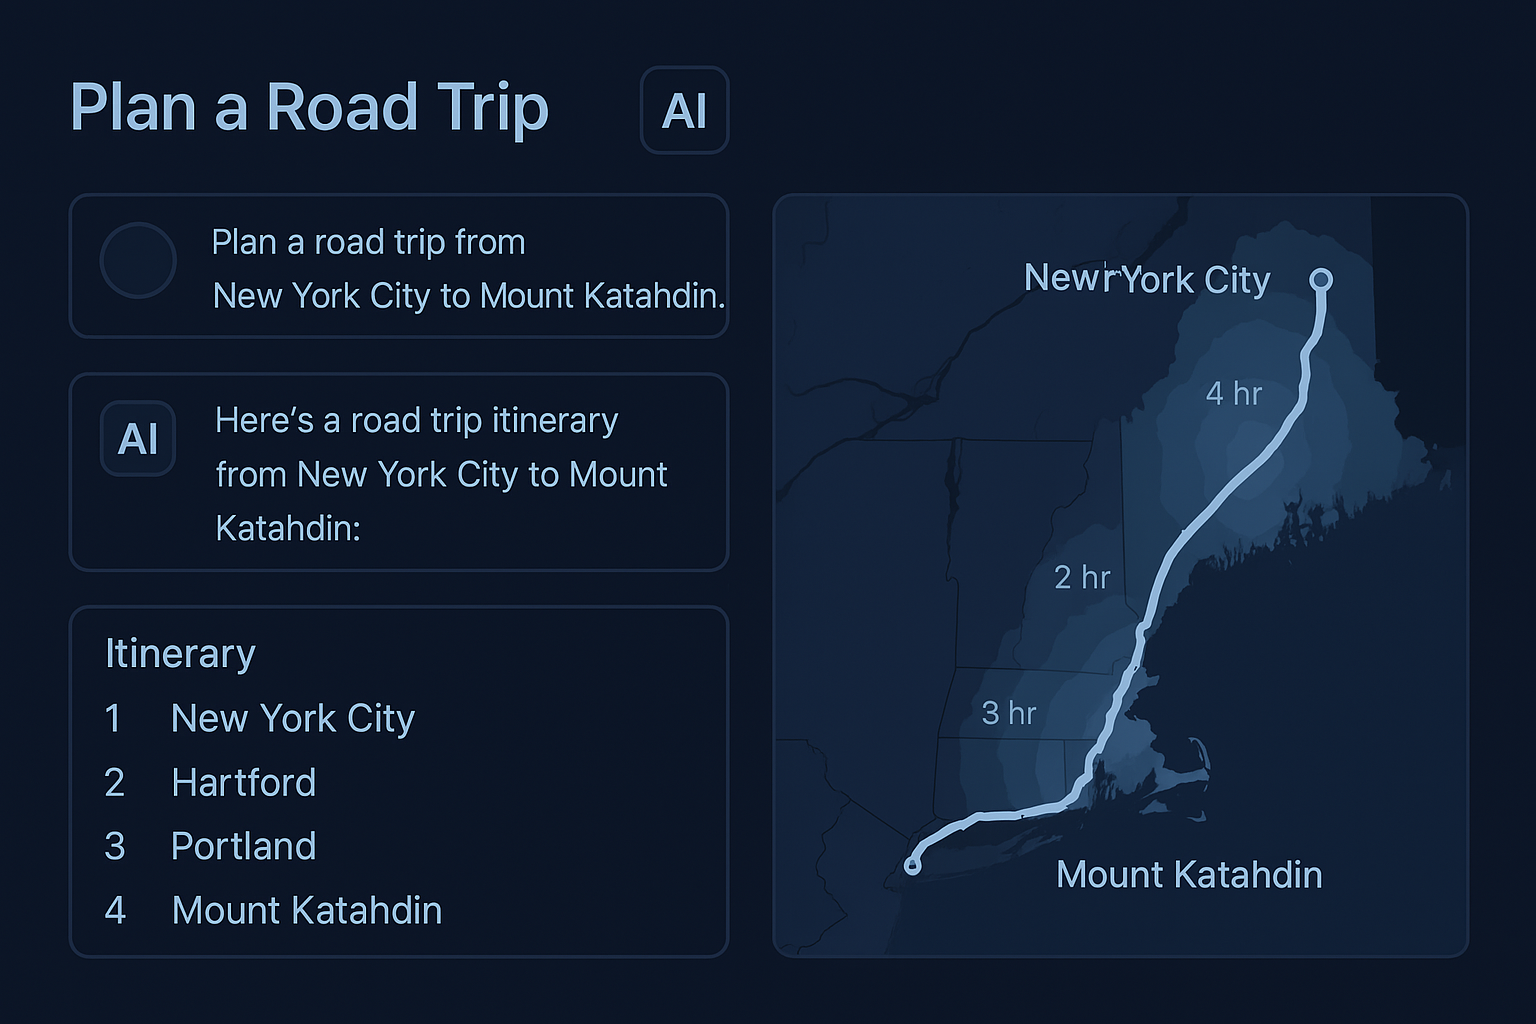 Plan a Road Trip
AI
Plan a road trip from
New York City to Mount Katahdin.
AI
Here's a road trip itinerary
from New York City to Mount
Katahdin:
Itinerary
1 New York City
2 Hartford
3 Portland
4 Mount Katahdin
NewrYork City
4 hr
2 hr
3 hr
Mount Katahdin